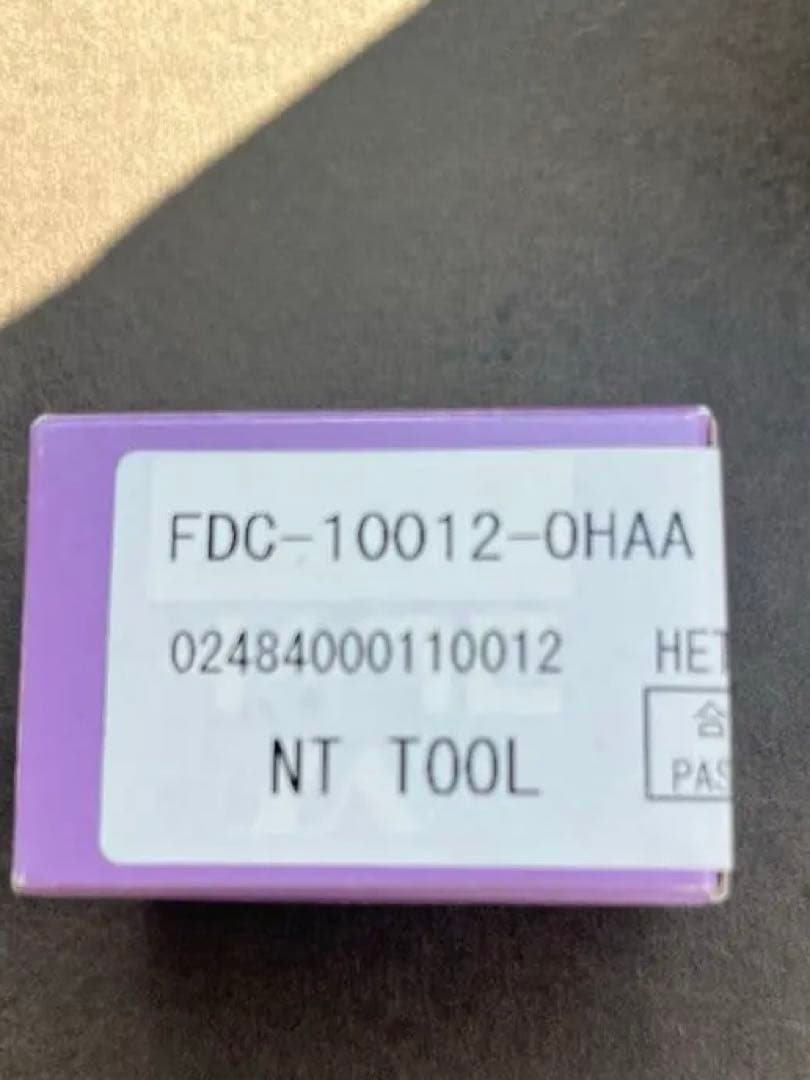 FDC-10012-0HAA
02484000110012 HET
NT TOOL
合
PAS